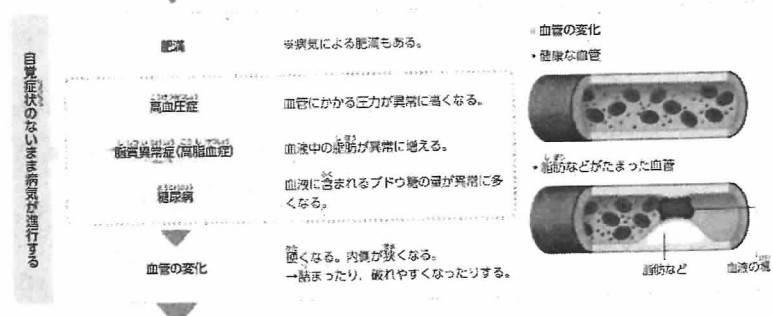 自覚症状のないまま病気が進行する
肥満
※病気による肥満もある。
高血圧症
血管にかかる圧力が異常に高くなる。
脂質異常症(高脂血症)
血液中の脂肪が異常に増える。
糖尿病
血液に含まれるブドウ糖の量が異常に多
くなる。
血管の変化
硬くなる。内側が狭くなる。
→詰まったり、破れやすくなったりする。
血管の変化
・健康な血管
・脂肪などがたまった血管
脂肪など
血液の塊